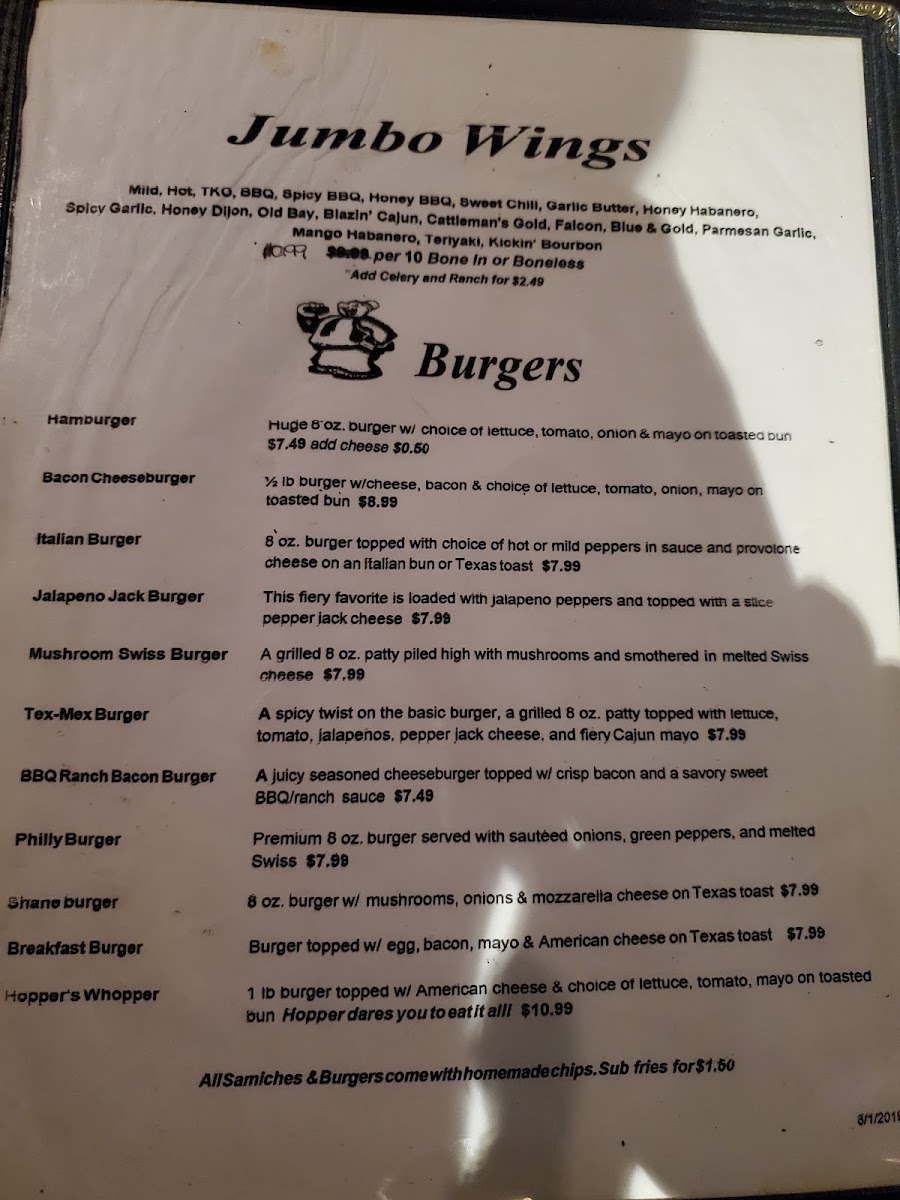 Jumbo Wings
Mild, Hot, TKO, BBQ, Spicy BBQ, Honey BBQ, Sweet Chili, Garlic Butter, Honey Habanero,
Spicy Garlic, Honey Dijon, Old Bay, Blazin' Cajun, Cattleman's Gold, Falcon, Blue & Gold, Parmesan Garlic,
Mango Habanero, Teriyaki, Kickin' Bourbon
10.99 per 10 Bone In or Boneless
*Add Celery and Ranch for $2.49
Burgers
Hamburger Huge 8 oz. burger w/ choice of lettuce, tomato, onion & mayo on toasted bun
$7.49 add cheese $0.50
Bacon Cheeseburger ½ lb burger w/cheese, bacon & choice of lettuce, tomato, onion, mayo on
toasted bun $8.99
Italian Burger 8 oz. burger topped with choice of hot or mild peppers in sauce and provolone
cheese on an Italian bun or Texas toast $7.99
Jalapeno Jack Burger This fiery favorite is loaded with jalapeno peppers and topped with a slice
pepper jack cheese $7.99
Mushroom Swiss Burger A grilled 8 oz. patty piled high with mushrooms and smothered in melted Swiss
cheese $7.99
Tex-Mex Burger A spicy twist on the basic burger, a grilled 8 oz. patty topped with lettuce,
tomato, jalapenos, pepper jack cheese, and fiery Cajun mayo $7.99
BBQ Ranch Bacon Burger A juicy seasoned cheeseburger topped w/ crisp bacon and a savory sweet
BBQ/ranch sauce $7.49
Philly Burger Premium 8 oz. burger served with sautéed onions, green peppers, and melted
Swiss $7.99
Shane burger 8 oz. burger w/ mushrooms, onions & mozzarella cheese on Texas toast $7.99
Breakfast Burger Burger topped w/ egg, bacon, mayo & American cheese on Texas toast $7.99
Hopper's Whopper 1 lb burger topped w/ American cheese & choice of lettuce, tomato, mayo on toasted
bun Hopper dares you to eat it all! $10.99
All Samiches & Burgers come with homemade chips. Sub fries for $1.50